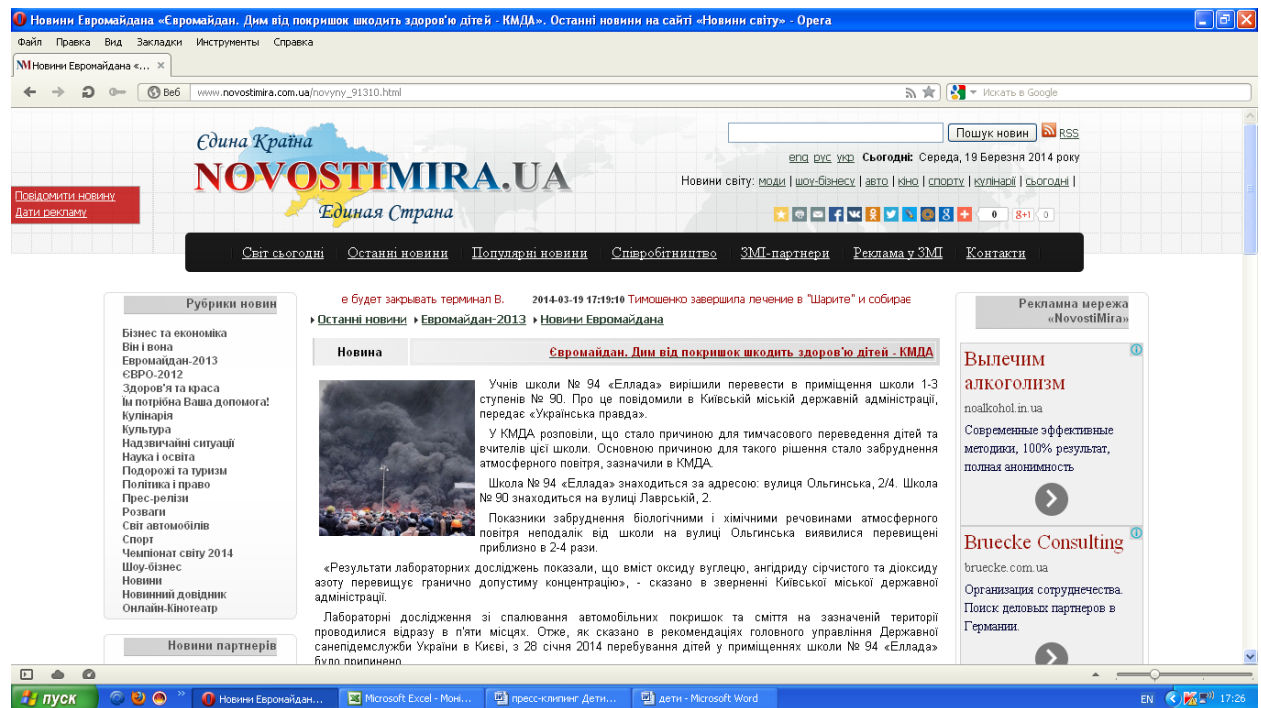 Новини Евромайдана «Євромайдан. Дим від покришок шкодить здоров'ю дітей - КМДА». Останні новини на сайті «Новини світу» - Opera
Файл Правка Вид Закладки Инструменты Справка
Новини Евромайдана «...
Веб www.novostimira.com.ua/novyny_91310.html Искать в Google
Єдина Країна
NOVOSTIMIRA.UA
Единая Страна
Пошук новин RSS
eng рус укр Сьогодні: Середа, 19 Березня 2014 року
Новини світу: моди | шоу-бізнесу | авто | кіно | спорту | кулінарії | сьогодні |
0 g+1 0
Повідомити новину
Дати рекламу
Світ сьогодні Останні новини Популярні новини Співробітництво ЗМІ-партнери Реклама у ЗМІ Контакти
Рубрики новин
Бізнес та економіка
Він і вона
Евромайдан-2013
ЄВРО-2012
Здоров'я та краса
Їм потрібна Ваша допомога!
Кулінарія
Культура
Надзвичайні ситуації
Наука і освіта
Подорожі та туризм
Політика і право
Прес-релізи
Розваги
Світ автомобілів
Спорт
Чемпіонат світу 2014
Шоу-бізнес
Новини
Новинний довідник
Онлайн-Кінотеатр
Новини партнерів
е будет закрывать терминал B. 2014-03-19 17:19:10 Тимошенко завершила лечение в "Шарите" и собирае
Останні новини Евромайдан-2013 Новини Евромайдана
Новина Євромайдан. Дим від покришок шкодить здоров'ю дітей - КМДА
Учнів школи № 94 «Еллада» вирішили перевести в приміщення школи 1-3
ступенів № 90. Про це повідомили в Київській міській державній адміністрації,
передає «Українська правда».
У КМДА розповіли, що стало причиною для тимчасового переведення дітей та
вчителів цієї школи. Основною причиною для такого рішення стало забруднення
атмосферного повітря, зазначили в КМДА.
Школа № 94 «Еллада» знаходиться за адресою: вулиця Ольгинська, 2/4. Школа
№ 90 знаходиться на вулиці Лаврській, 2.
Показники забруднення біологічними і хімічними речовинами атмосферного
повітря неподалік від школи на вулиці Ольгинська виявилися перевищені
приблизно в 2-4 рази.
«Результати лабораторних досліджень показали, що вміст оксиду вуглецю, ангідриду сірчистого та діоксиду
азоту перевищує гранично допустиму концентрацію», - сказано в зверненні Київської міської державної
адміністрації.
Лабораторні дослідження зі спалювання автомобільних покришок та сміття на зазначеній території
проводилися відразу в п'яти місцях. Отже, як сказано в рекомендаціях головного управління Державної
санепідемслужби України в Києві, з 28 січня 2014 перебування дітей у приміщеннях школи № 94 «Еллада»
було припинено
Рекламна мережа
«NovostiMira»
Вылечим
алкоголизм
noalkohol.in.ua
Современные эффективные
методики, 100% результат,
полная анонимность
Bruecke Consulting
bruecke.com.ua
Организация сотрудничества.
Поиск деловых партнеров в
Германии.
пуск Новини Евромайдан... Microsoft Excel - Моні... пресс-клипинг Дети... дети - Microsoft Word EN 17:26